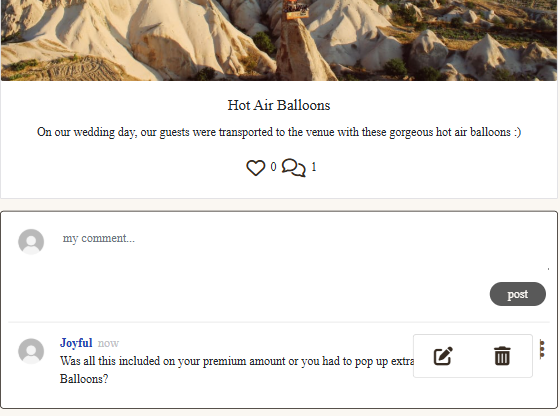 Hot Air Balloons
On our wedding day, our guests were transported to the venue with these gorgeous hot air balloons :)
0 1
my comment...
post
Joyful now
Was all this included on your premium amount or you had to pop up extra
Balloons?